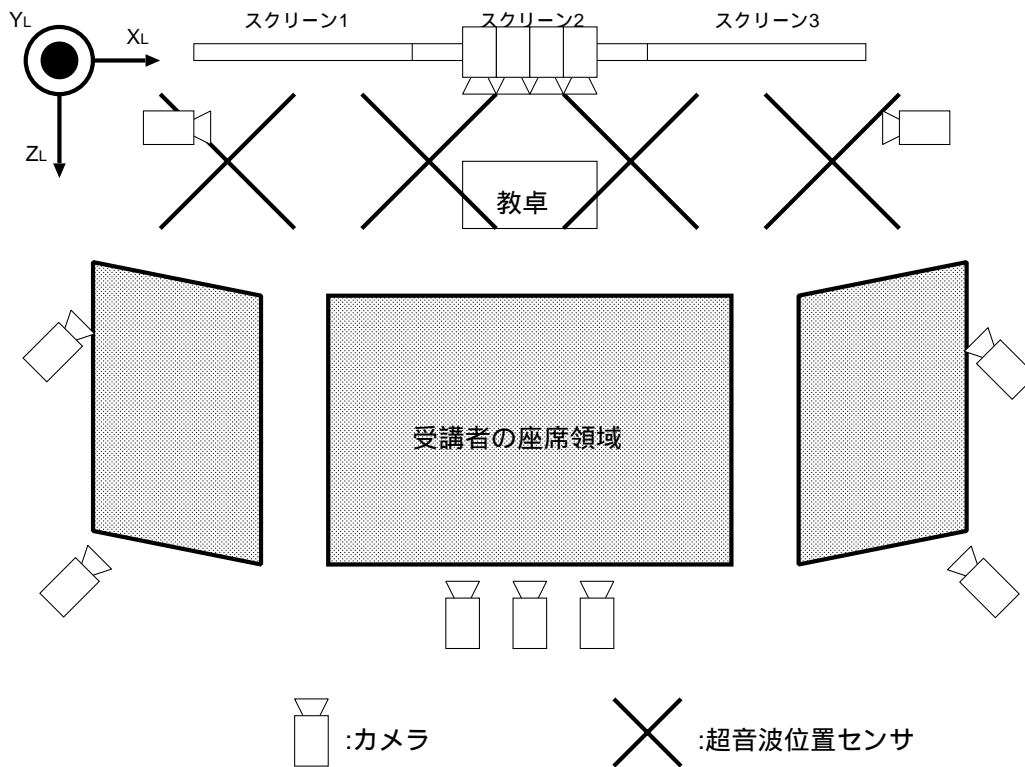 YL
XL
ZL
スクリーン1
スクリーン2
スクリーン3
教卓
受講者の座席領域
:カメラ
:超音波位置センサ